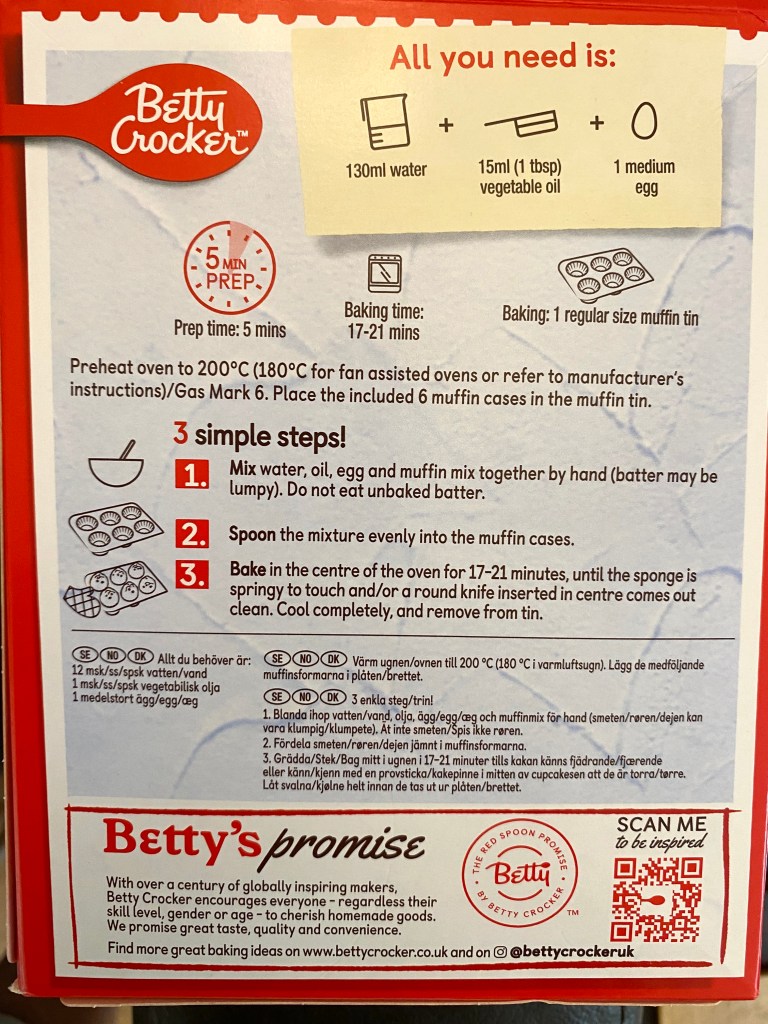 Betty
Crocker™
All you need is:
130ml water
+
15ml (1 tbsp)
vegetable oil
+
1 medium
egg
5 MIN
PREP
Prep time: 5 mins
Baking time:
17-21 mins
Baking: 1 regular size muffin tin
Preheat oven to 200°C (180°C for fan assisted ovens or refer to manufacturer's
instructions)/Gas Mark 6. Place the included 6 muffin cases in the muffin tin.
3 simple steps!
1. Mix water, oil, egg and muffin mix together by hand (batter may be
lumpy). Do not eat unbaked batter.
2. Spoon the mixture evenly into the muffin cases.
3. Bake in the centre of the oven for 17-21 minutes, until the sponge is
springy to touch and/or a round knife inserted in centre comes out
clean. Cool completely, and remove from tin.
SE NO DK Allt du behöver är:
12 msk/ss/spsk vatten/vand
1 msk/ss/spsk vegetabilisk olja
1 medelstort ägg/egg/æg
SE NO DK Värm ugnen/ovnen till 200 °C (180 °C i varmluftsugn). Lägg de medföljande
muffinsformarna i plåten/brettet.
SE NO DK 3 enkla steg/trin!
1. Blanda ihop vatten/vand, olja, ägg/egg/æg och muffinmix för hand (smeten/røren/dejen kan
vara klumpig/klumpete). Ät inte smeten/Spis ikke røren.
2. Fördela smeten/røren/dejen jämnt i muffinsformarna.
3. Grädda/Stek/Bag mitt i ugnen i 17-21 minuter tills kakan känns fjädrande/fjærende
eller känn/kjenn med en provsticka/kakepinne i mitten av cupcakesen att de är torra/tørre.
Låt svalna/kjølne helt innan de tas ut ur plåten/brettet.
Betty's promise
With over a century of globally inspiring makers,
Betty Crocker encourages everyone - regardless their
skill level, gender or age - to cherish homemade goods.
We promise great taste, quality and convenience.
Find more great baking ideas on www.bettycrocker.co.uk and on @bettycrockeruk
THE RED SPOON PROMISE
Betty
BY BETTY CROCKER
™
SCAN ME
to be inspired